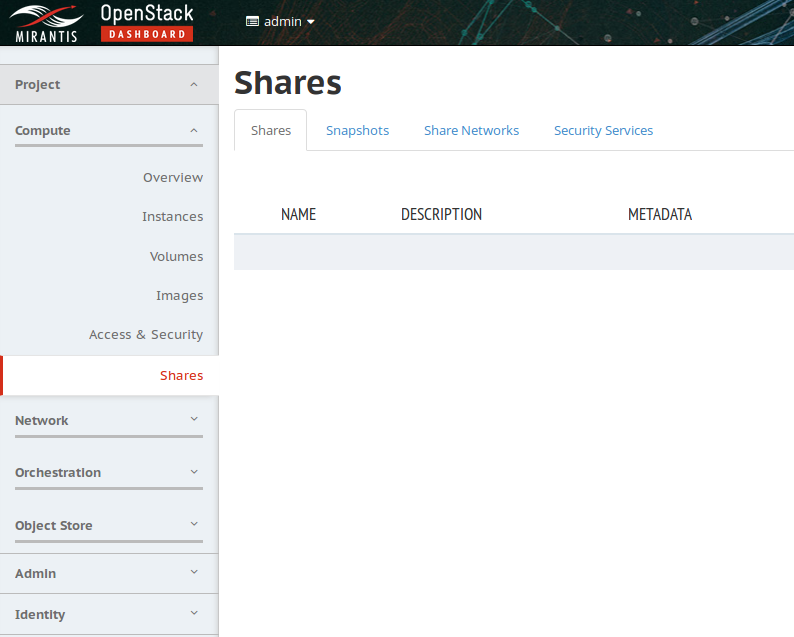 MIRANTIS
OpenStack
DASHBOARD
admin
Project
Compute
Overview
Instances
Volumes
Images
Access & Security
Shares
Network
Orchestration
Object Store
Admin
Identity
Shares
Shares Snapshots Share Networks Security Services
NAME DESCRIPTION METADATA